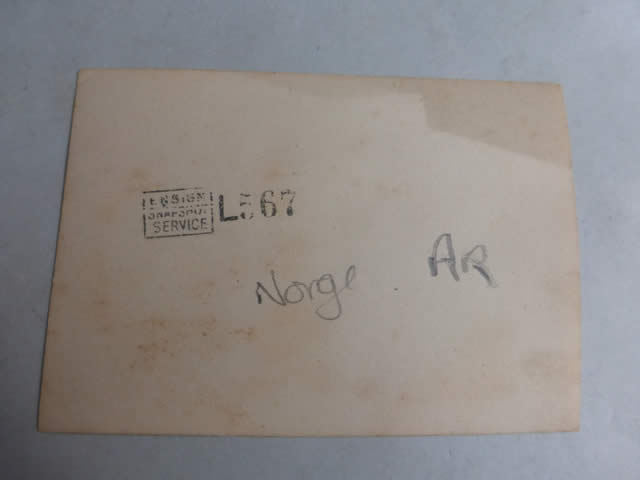 ENSIGN
SNAPSHOT
SERVICE
L567
Norge AR